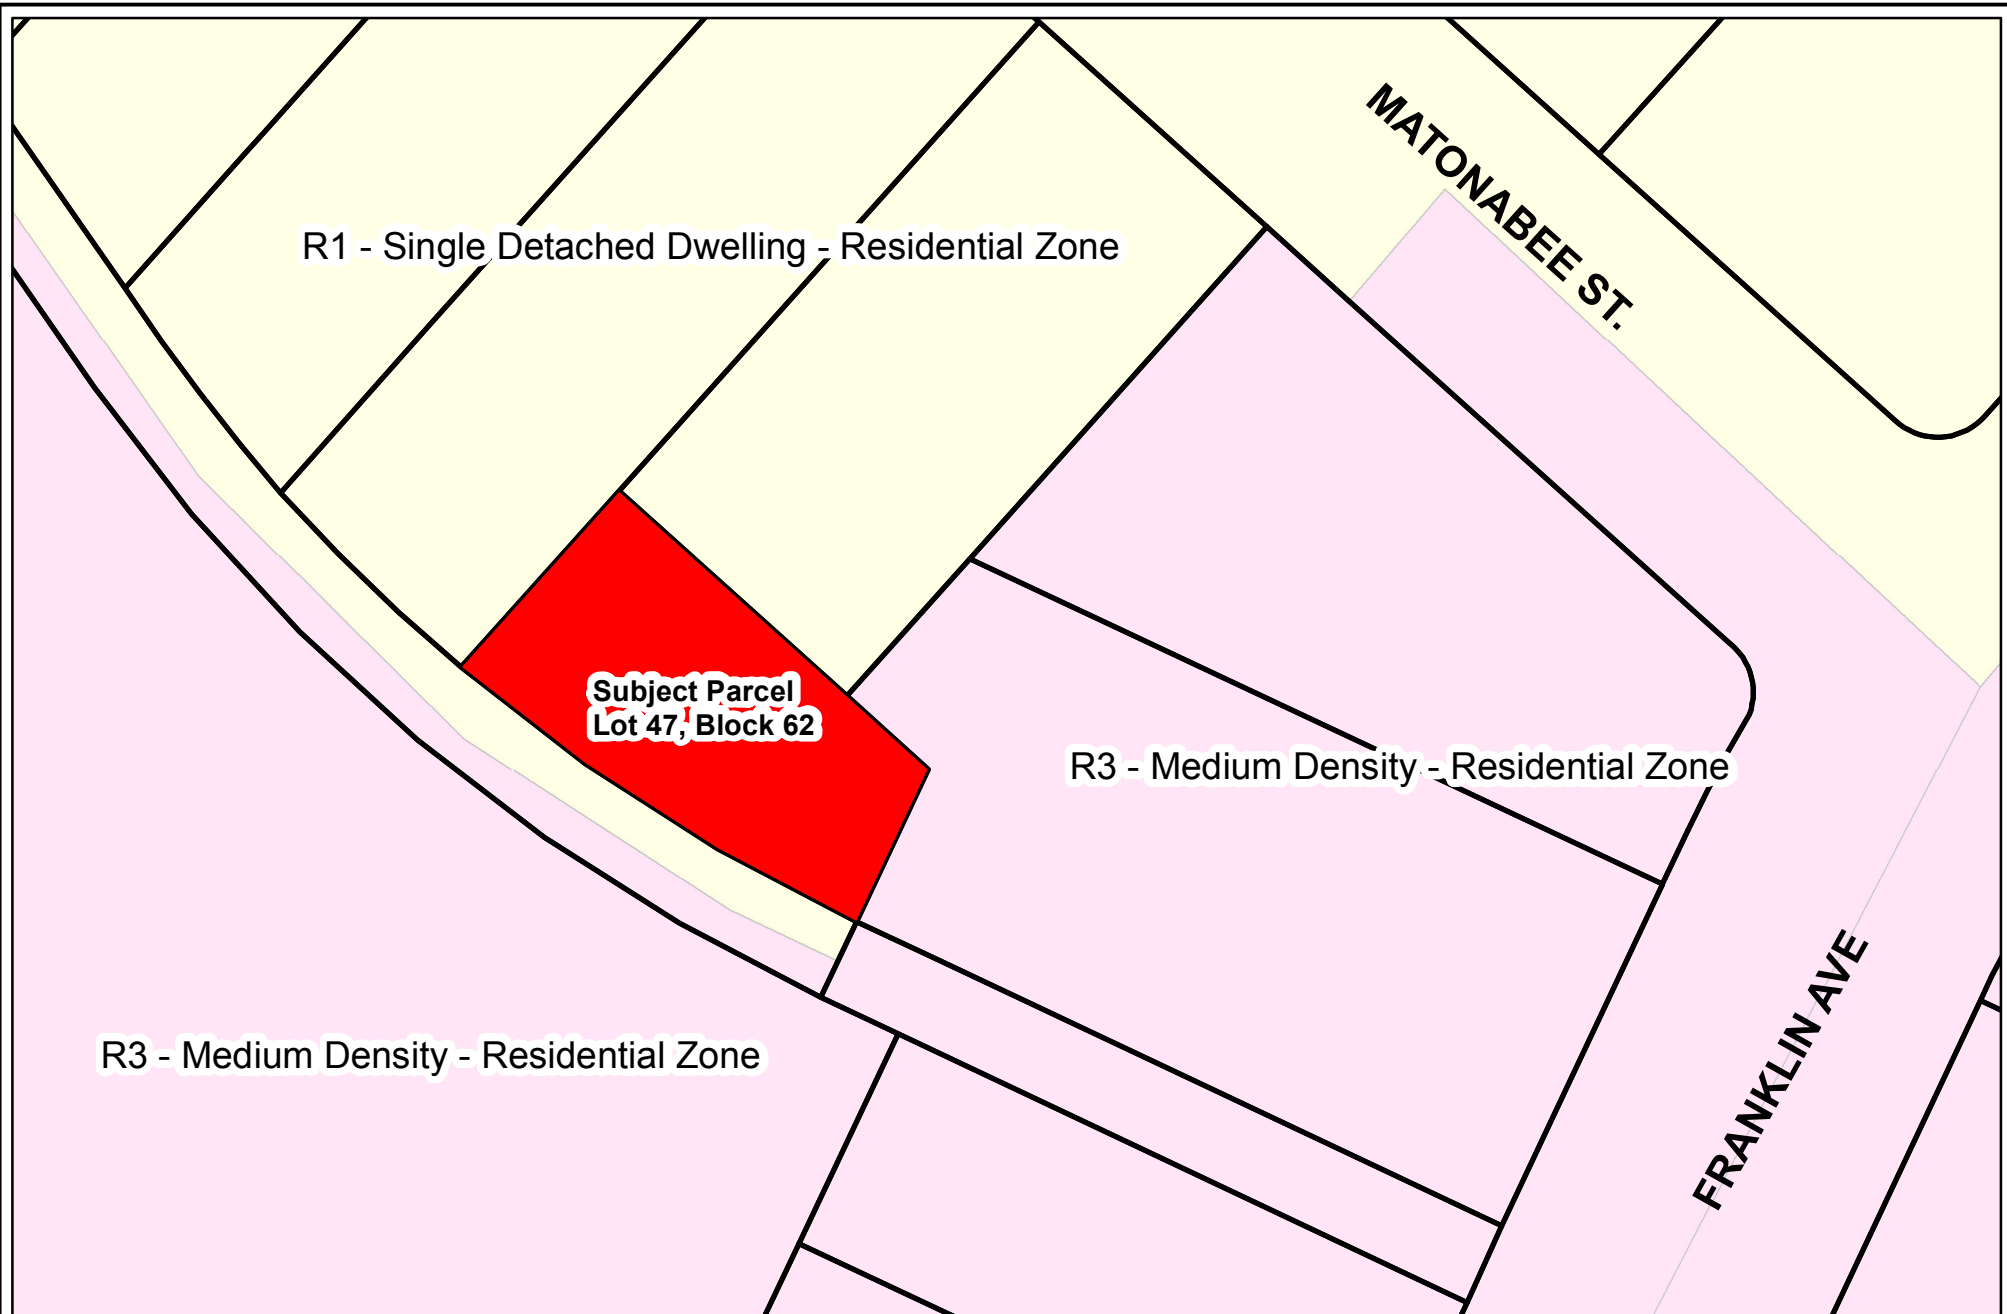 MATONABEE ST.
R1 - Single Detached Dwelling - Residential Zone
Subject Parcel
Lot 47, Block 62
R3 - Medium Density - Residential Zone
FRANKLIN AVE
R3 - Medium Density - Residential Zone